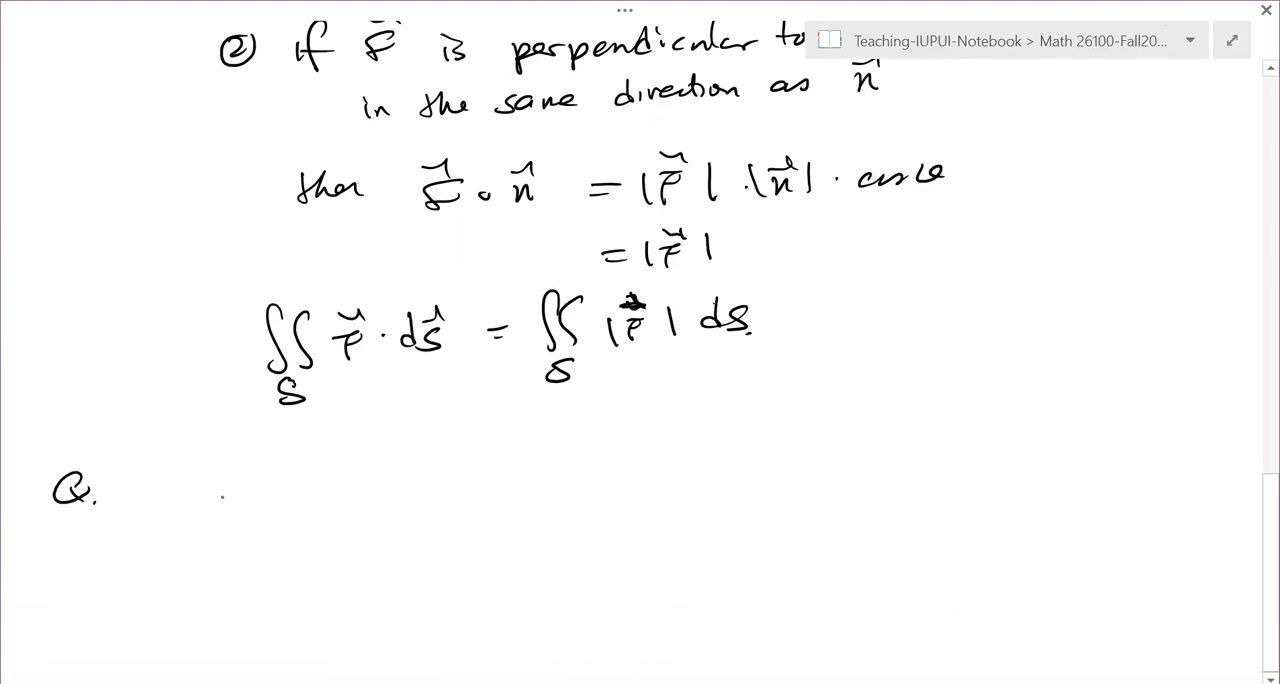 ② if F⃗ is perpendicular to
Teaching-IUPUI-Notebook > Math 26100-Fall20...
in the same direction as n⃗
then F⃗ · n⃗ = |F⃗| · |n⃗| · cos 0
= |F⃗|
∬_S F⃗ · dS⃗ = ∬_S |F⃗| dS.
Q.